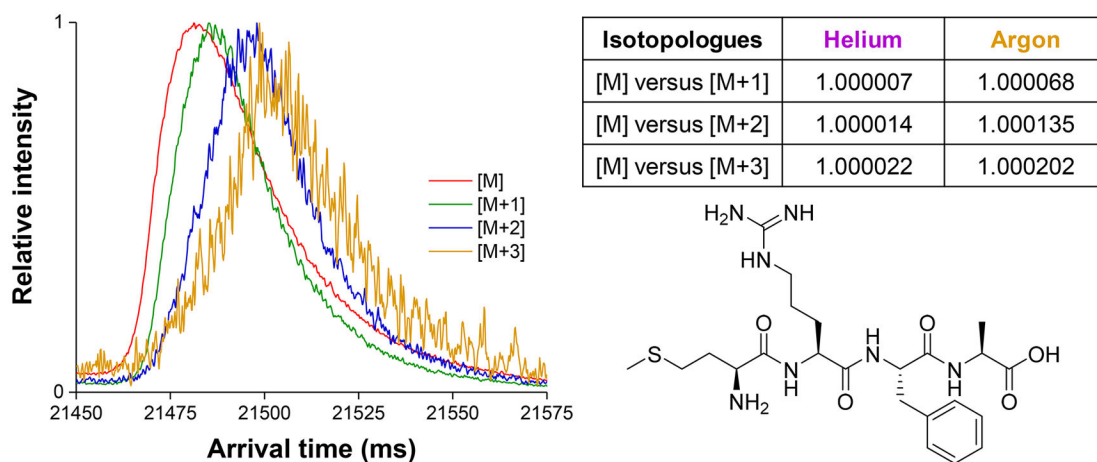 Relative intensity
1
0
[M]
[M+1]
[M+2]
[M+3]
21450 21475 21500 21525 21550 21575
Arrival time (ms)
Isotopologues Helium Argon
[M] versus [M+1] 1.000007 1.000068
[M] versus [M+2] 1.000014 1.000135
[M] versus [M+3] 1.000022 1.000202
H₂N NH
HN
O H N O
S N H O N H OH
NH₂ O O